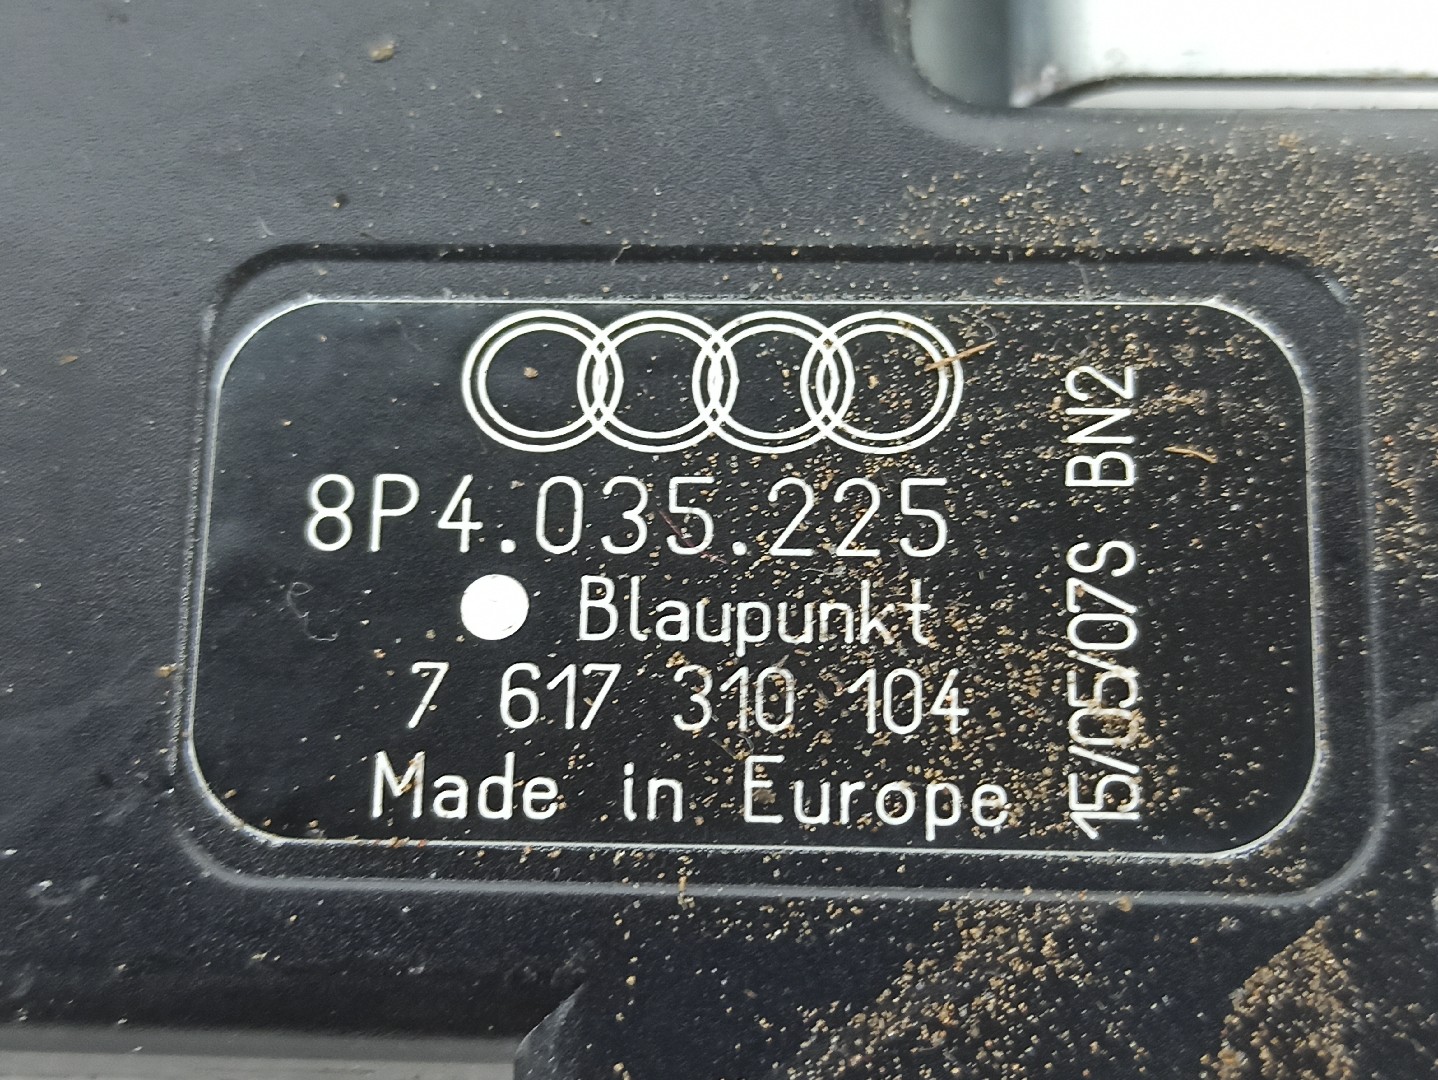 8P4.035.225
Blaupunkt
7 617 310 104
Made in Europe
15/05/07S BN2